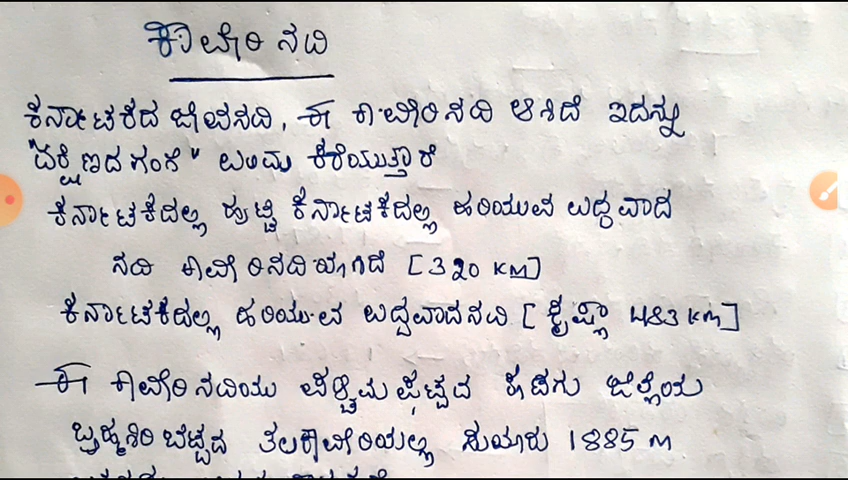 ಕಾವೇರಿ ನದಿ
ಕರ್ನಾಟಕದ ಜೀವನದಿ, ಈ ಕಾವೇರಿ ನದಿ ಆಗಿದೆ ಇದನ್ನು
"ದಕ್ಷಿಣದ ಗಂಗೆ" ಎಂದು ಕರೆಯುತ್ತಾರೆ
ಕರ್ನಾಟಕದಲ್ಲಿ ಹುಟ್ಟಿ ಕರ್ನಾಟಕದಲ್ಲಿ ಹರಿಯುವ ಉದ್ದವಾದ
ನದಿ ಕಾವೇರಿ ನದಿಯಾಗಿದೆ [320 KM]
ಕರ್ನಾಟಕದಲ್ಲಿ ಹರಿಯುವ ಉದ್ದವಾದ ನದಿ [ ಕೃಷ್ಣಾ 483 KM]
ಈ ಕಾವೇರಿ ನದಿಯು ಪಶ್ಚಿಮ ಘಟ್ಟದ ಕೊಡಗು ಜಿಲ್ಲೆಯ
ಬ್ರಹ್ಮಗಿರಿ ಬೆಟ್ಟದ ತಲಕಾವೇರಿಯಲ್ಲಿ ಸುಮಾರು 1885 m